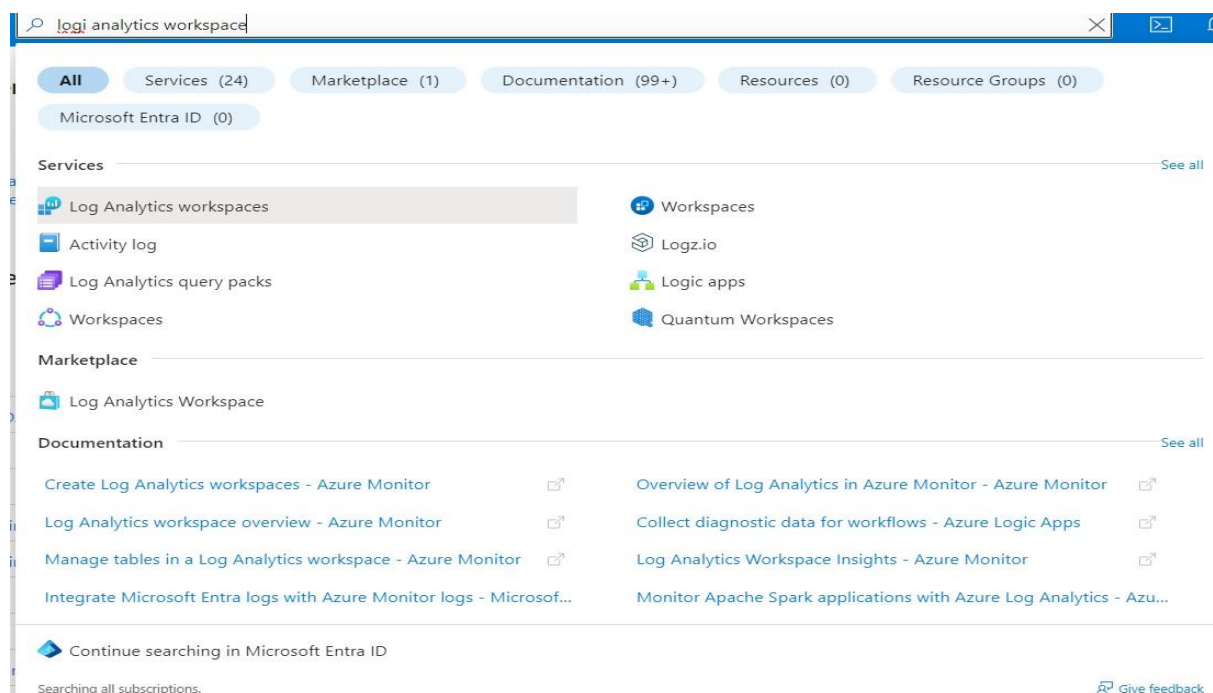 logi analytics workspace
All Services (24) Marketplace (1) Documentation (99+) Resources (0) Resource Groups (0)
Microsoft Entra ID (0)
Services See all
Log Analytics workspaces Workspaces
Activity log Logz.io
Log Analytics query packs Logic apps
Workspaces Quantum Workspaces
Marketplace
Log Analytics Workspace
Documentation See all
Create Log Analytics workspaces - Azure Monitor Overview of Log Analytics in Azure Monitor - Azure Monitor
Log Analytics workspace overview - Azure Monitor Collect diagnostic data for workflows - Azure Logic Apps
Manage tables in a Log Analytics workspace - Azure Monitor Log Analytics Workspace Insights - Azure Monitor
Integrate Microsoft Entra logs with Azure Monitor logs - Microsof... Monitor Apache Spark applications with Azure Log Analytics - Azu...
Continue searching in Microsoft Entra ID
Searching all subscriptions. Give feedback